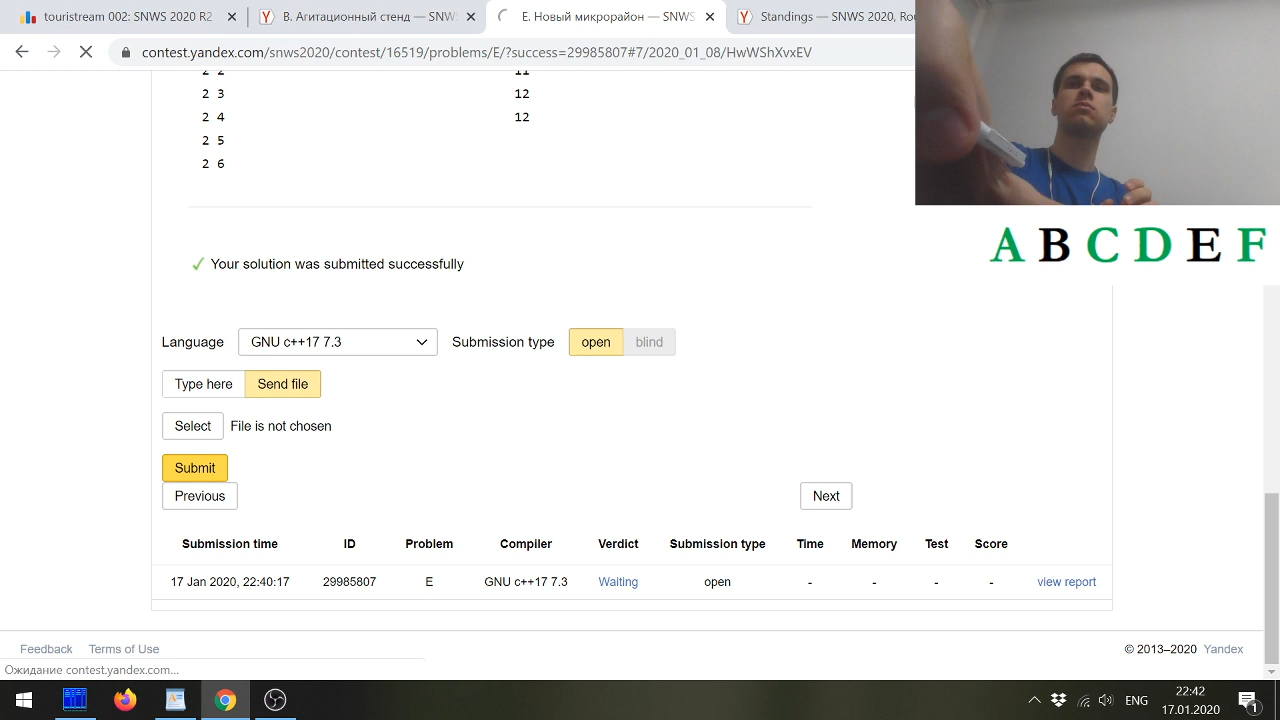 touristream 002: SNWS 2020 R2
B. Агитационный стенд — SNWS
E. Новый микрорайон — SNWS
Standings — SNWS 2020, Rou
contest.yandex.com/snws2020/contest/16519/problems/E/?success=29985807#7/2020_01_08/HwWShXvxEV
2 2 11
2 3 12
2 4 12
2 5
2 6
A B C D E F
Your solution was submitted successfully
Language GNU c++17 7.3 Submission type open blind
Type here Send file
Select File is not chosen
Submit
Previous Next
Submission time ID Problem Compiler Verdict Submission type Time Memory Test Score
17 Jan 2020, 22:40:17 29985807 E GNU c++17 7.3 Waiting open - - - - view report
Feedback Terms of Use © 2013–2020 Yandex
Ожидание contest.yandex.com...
ENG 22:42
17.01.2020
1